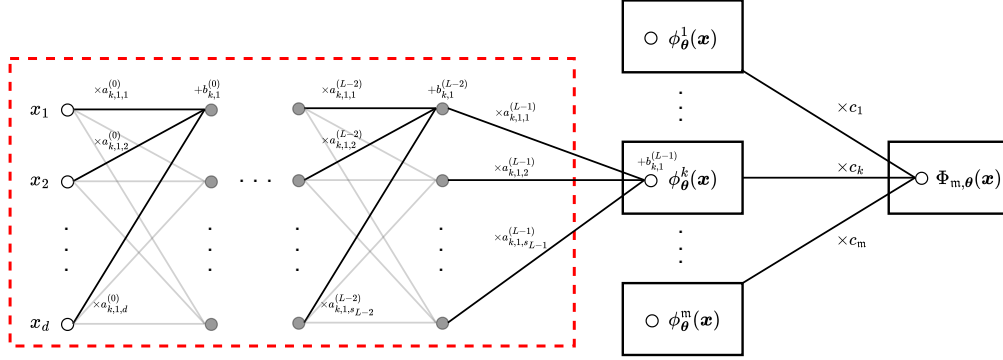 ϕ_θ^1(x)
×a_{k,1,1}^{(0)} +b_{k,1}^{(0)} ×a_{k,1,1}^{(L−2)} +b_{k,1}^{(L−2)}
x_1 ×a_{k,1,1}^{(L−1)} ×c_1
×a_{k,1,2}^{(0)} ×a_{k,1,2}^{(L−2)}
×a_{k,1,2}^{(L−1)} +b_{k,1}^{(L−1)} ×c_k
x_2 ϕ_θ^k(x) Φ_{𝔪,θ}(x)
×a_{k,1,s_{L−1}}^{(L−1)} ×c_𝔪
×a_{k,1,d}^{(0)} ×a_{k,1,s_{L−2}}^{(L−2)}
x_d ϕ_θ^𝔪(x)